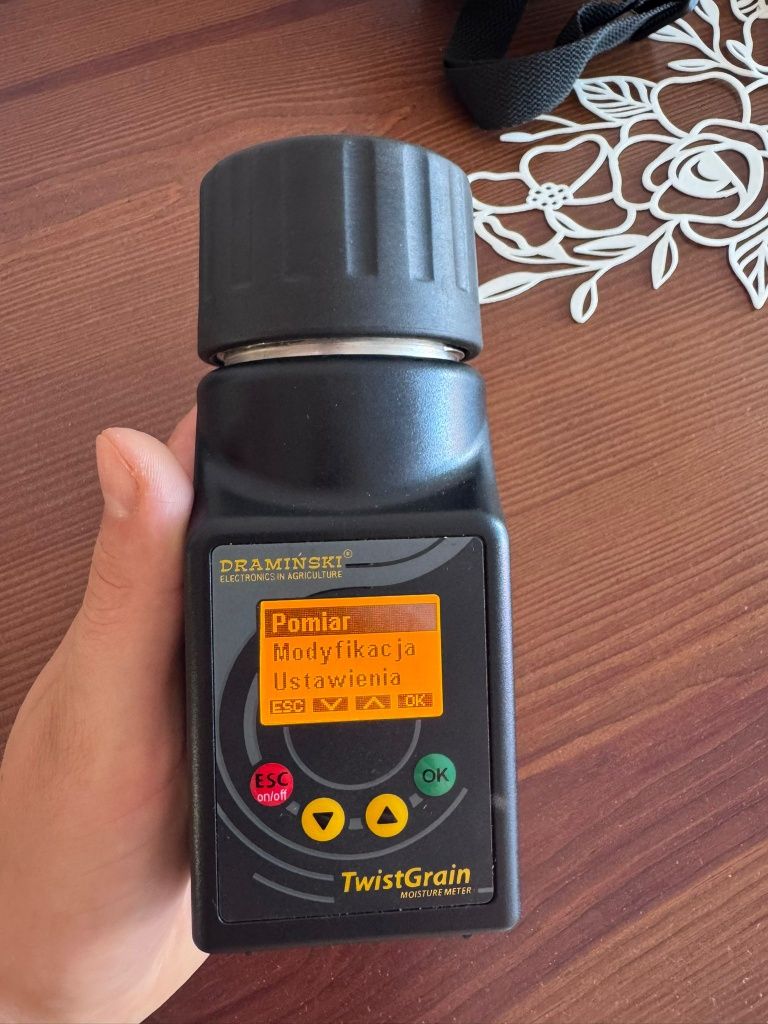 DRAMIŃSKI®
ELECTRONICS IN AGRICULTURE
Pomiar
Modyfikacja
Ustawienia
ESC OK
ESC
on/off
OK
TwistGrain
MOISTURE METER